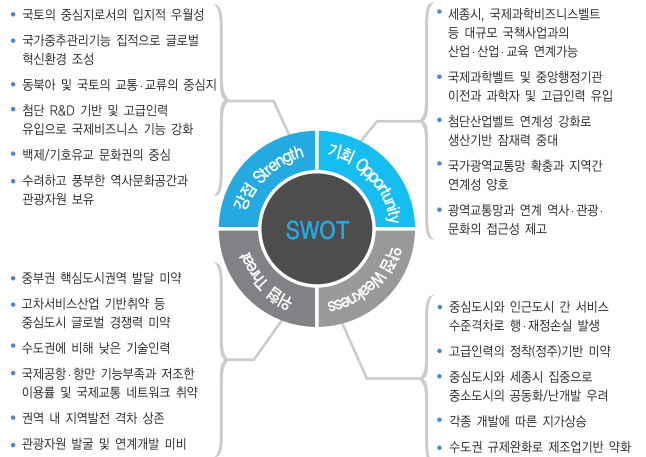 • 국토의 중심지로서의 입지적 우월성
• 국가중추관리기능 집적으로 글로벌
혁신환경 조성
• 동북아 및 국토의 교통·교류의 중심지
• 첨단 R&D 기반 및 고급인력
유입으로 국제비즈니스 기능 강화
• 백제/기호유교 문화권의 중심
• 수려하고 풍부한 역사문화공간과
관광자원 보유
• 세종시, 국제과학비즈니스벨트
등 대규모 국책사업과의
산업·산업·교육 연계가능
• 국제과학벨트 및 중앙행정기관
이전과 과학자 및 고급인력 유입
• 첨단산업벨트 연계성 강화로
생산기반 잠재력 증대
• 국가광역교통망 확충과 지역간
연계성 양호
• 광역교통망과 연계 역사·관광·
문화의 접근성 제고
강점 Strength
기회 Opportunity
SWOT
위협 Threat
약점 Weakness
• 중부권 핵심도시권역 발달 미약
• 고차서비스산업 기반취약 등
중심도시 글로벌 경쟁력 미약
• 수도권에 비해 낮은 기술인력
• 국제공항·항만 기능부족과 저조한
이용률 및 국제교통 네트워크 취약
• 권역 내 지역발전 격차 상존
• 관광자원 발굴 및 연계개발 미비
• 중심도시와 인근도시 간 서비스
수준격차로 행·재정손실 발생
• 고급인력의 정착(정주)기반 미약
• 중심도시와 세종시 집중으로
중소도시의 공동화/난개발 우려
• 각종 개발에 따른 지가상승
• 수도권 규제완화로 제조업기반 약화